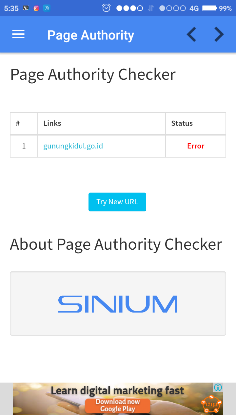 5:35
4G
99%
Page Authority
Page Authority Checker
# Links Status
1 gunungkidul.go.id Error
Try New URL
About Page Authority Checker
SINIUM
Learn digital marketing fast
Download now
Google Play